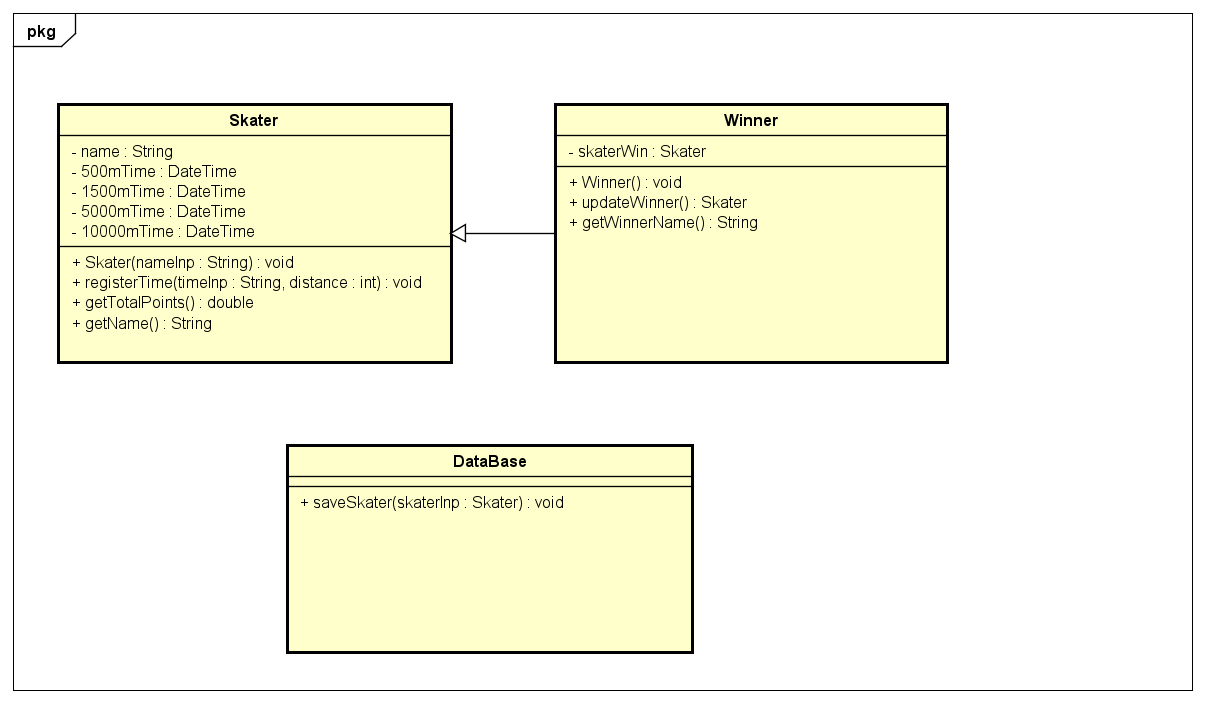 pkg
Skater
- name : String
- 500mTime : DateTime
- 1500mTime : DateTime
- 5000mTime : DateTime
- 10000mTime : DateTime
+ Skater(nameInp : String) : void
+ registerTime(timeInp : String, distance : int) : void
+ getTotalPoints() : double
+ getName() : String
Winner
- skaterWin : Skater
+ Winner() : void
+ updateWinner() : Skater
+ getWinnerName() : String
DataBase
+ saveSkater(skaterInp : Skater) : void